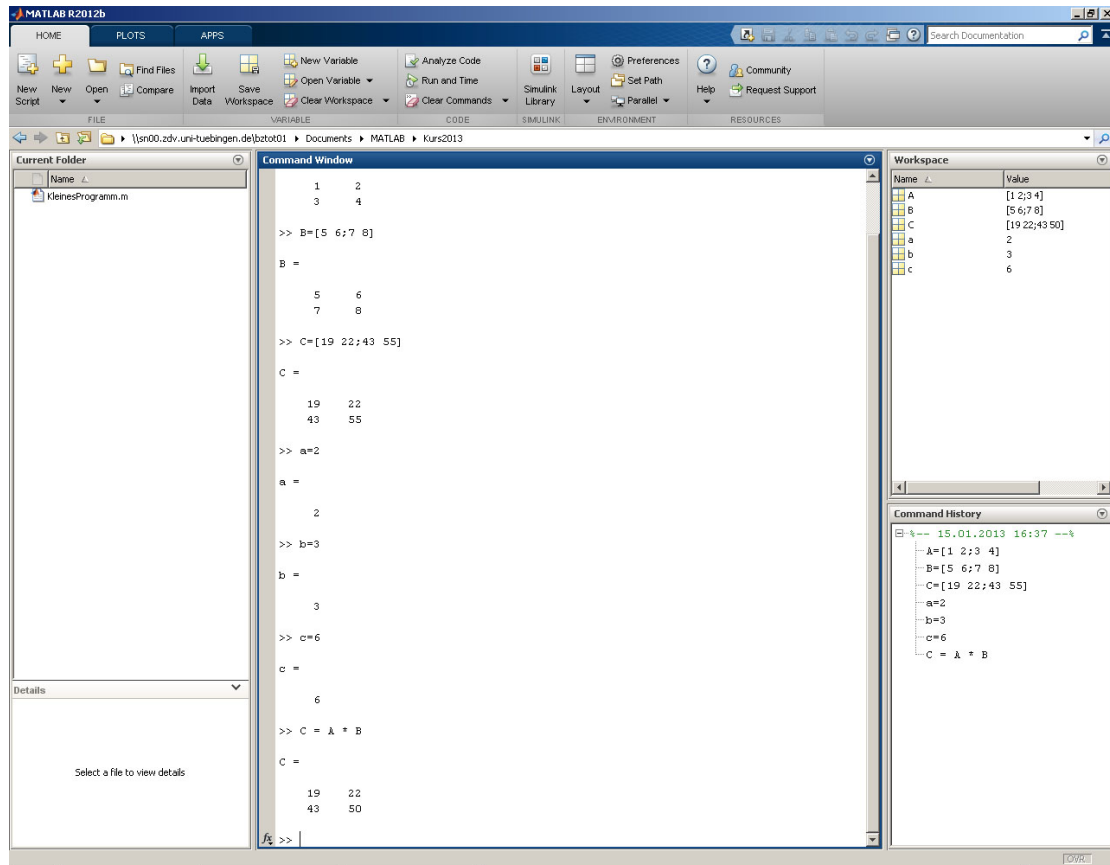 MATLAB R2012b
HOME PLOTS APPS
Search Documentation
New Script
New
Open
Find Files
Compare
Import Data
Save Workspace
New Variable
Open Variable
Clear Workspace
Analyze Code
Run and Time
Clear Commands
Simulink Library
Layout
Preferences
Set Path
Parallel
Help
Community
Request Support
FILE VARIABLE CODE SIMULINK ENVIRONMENT RESOURCES
\\sn00.zdv.uni-tuebingen.de\bztot01 Documents MATLAB Kurs2013
Current Folder
Name
KleinesProgramm.m
Details
Select a file to view details
Command Window
1 2
3 4
>> B=[5 6;7 8]
B =
5 6
7 8
>> C=[19 22;43 55]
C =
19 22
43 55
>> a=2
a =
2
>> b=3
b =
3
>> c=6
c =
6
>> C = A * B
C =
19 22
43 50
fx >>
Workspace
Name Value
A [1 2;3 4]
B [5 6;7 8]
C [19 22;43 50]
a 2
b 3
c 6
Command History
%-- 15.01.2013 16:37 --%
A=[1 2;3 4]
B=[5 6;7 8]
C=[19 22;43 55]
a=2
b=3
c=6
C = A * B
OVR